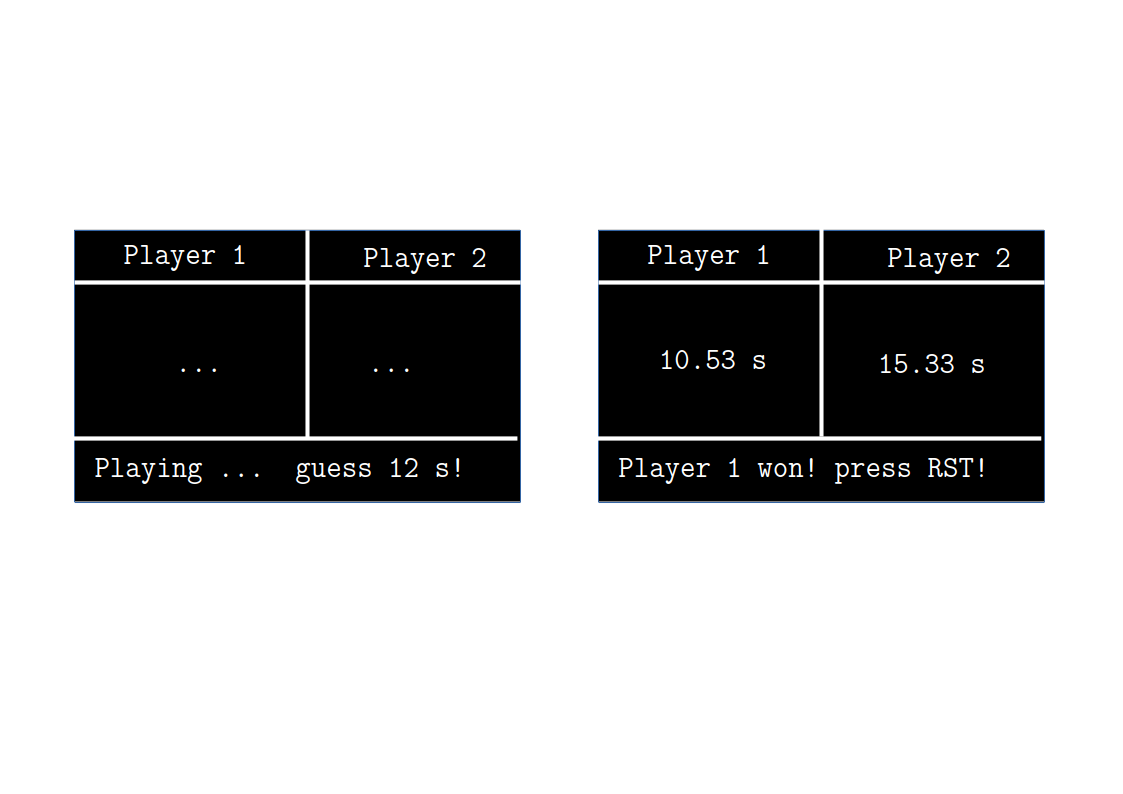 Player 1
Player 2
...
...
Playing ... guess 12 s!
Player 1
Player 2
10.53 s
15.33 s
Player 1 won! press RST!